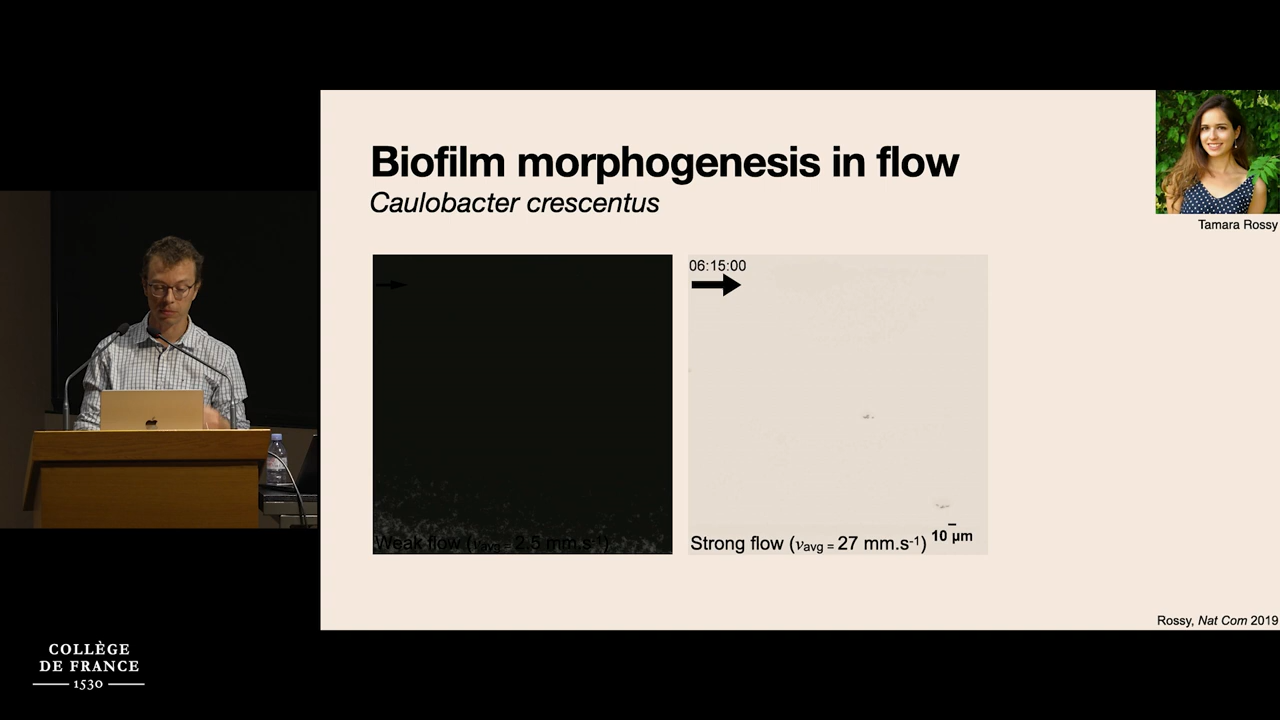 Biofilm morphogenesis in flow
Caulobacter crescentus
Tamara Rossy
06:15:00
Weak flow (vavg = 2.5 mm.s-1)
Strong flow (vavg = 27 mm.s-1)
10 µm
Rossy, Nat Com 2019
COLLÈGE
DE FRANCE
1530